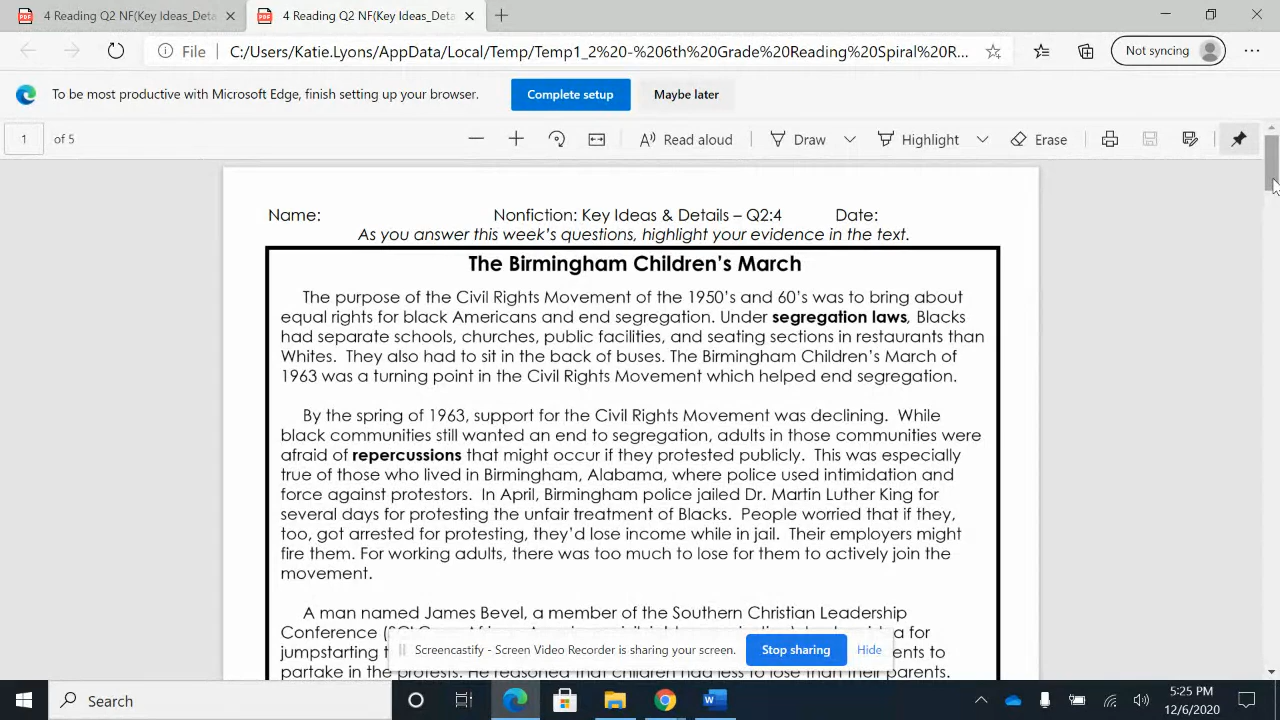 4 Reading Q2 NF(Key Ideas_Deta
4 Reading Q2 NF(Key Ideas_Deta
File
C:/Users/Katie.Lyons/AppData/Local/Temp/Temp1_2%20-%206th%20Grade%20Reading%20Spiral%20R...
Not syncing
To be most productive with Microsoft Edge, finish setting up your browser.
Complete setup
Maybe later
1 of 5
Read aloud
Draw
Highlight
Erase
Name: Nonfiction: Key Ideas & Details – Q2:4 Date:
As you answer this week's questions, highlight your evidence in the text.
The Birmingham Children's March
The purpose of the Civil Rights Movement of the 1950's and 60's was to bring about
equal rights for black Americans and end segregation. Under segregation laws, Blacks
had separate schools, churches, public facilities, and seating sections in restaurants than
Whites. They also had to sit in the back of buses. The Birmingham Children's March of
1963 was a turning point in the Civil Rights Movement which helped end segregation.
By the spring of 1963, support for the Civil Rights Movement was declining. While
black communities still wanted an end to segregation, adults in those communities were
afraid of repercussions that might occur if they protested publicly. This was especially
true of those who lived in Birmingham, Alabama, where police used intimidation and
force against protestors. In April, Birmingham police jailed Dr. Martin Luther King for
several days for protesting the unfair treatment of Blacks. People worried that if they,
too, got arrested for protesting, they'd lose income while in jail. Their employers might
fire them. For working adults, there was too much to lose for them to actively join the
movement.
A man named James Bevel, a member of the Southern Christian Leadership
Conference for
jumpstarting to
partake in the protests. He reasoned that children had less to lose than their parents.
Screencastify - Screen Video Recorder is sharing your screen.
Stop sharing
Hide
Search
5:25 PM
12/6/2020